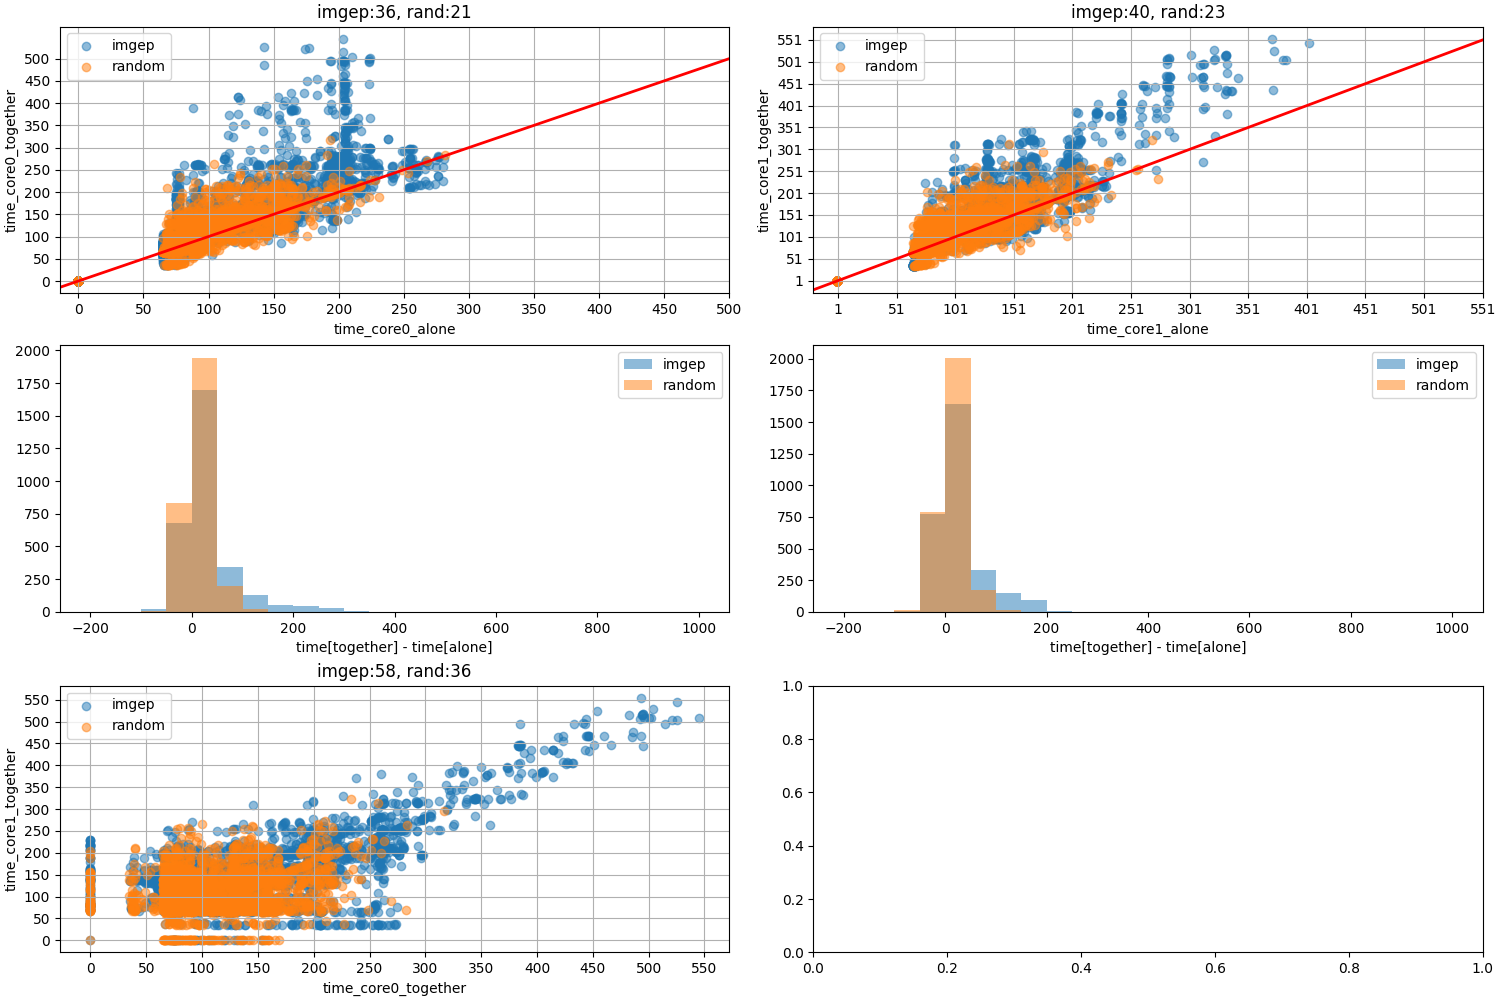 imgep:36, rand:21
imgep
random
time_core0_together
500
450
400
350
300
250
200
150
100
50
0
0 50 100 150 200 250 300 350 400 450 500
time_core0_alone
imgep:40, rand:23
imgep
random
time_core1_together
551
501
451
401
351
301
251
201
151
101
51
1
1 51 101 151 201 251 301 351 401 451 501 551
time_core1_alone
imgep
random
2000
1750
1500
1250
1000
750
500
250
0
−200 0 200 400 600 800 1000
time[together] - time[alone]
imgep
random
2000
1750
1500
1250
1000
750
500
250
0
−200 0 200 400 600 800 1000
time[together] - time[alone]
imgep:58, rand:36
imgep
random
time_core1_together
550
500
450
400
350
300
250
200
150
100
50
0
0 50 100 150 200 250 300 350 400 450 500 550
time_core0_together
1.0
0.8
0.6
0.4
0.2
0.0
0.0 0.2 0.4 0.6 0.8 1.0